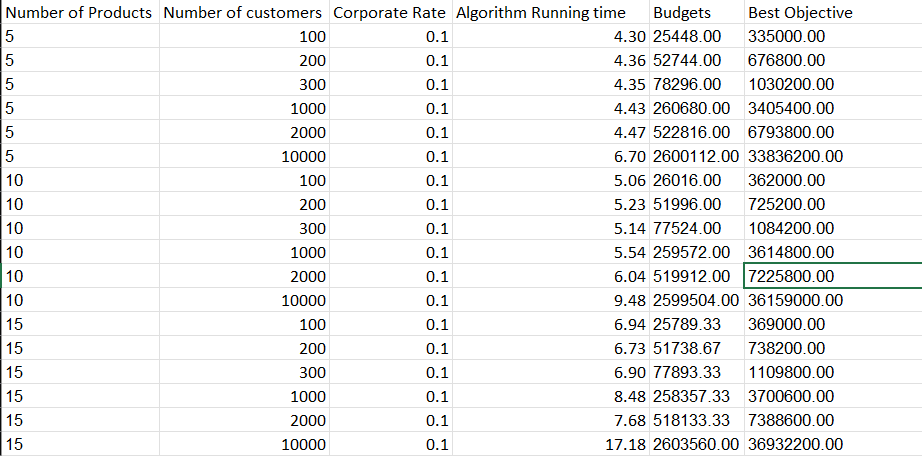 Number of Products Number of customers Corporate Rate Algorithm Running time Budgets Best Objective
5 100 0.1 4.30 25448.00 335000.00
5 200 0.1 4.36 52744.00 676800.00
5 300 0.1 4.35 78296.00 1030200.00
5 1000 0.1 4.43 260680.00 3405400.00
5 2000 0.1 4.47 522816.00 6793800.00
5 10000 0.1 6.70 2600112.00 33836200.00
10 100 0.1 5.06 26016.00 362000.00
10 200 0.1 5.23 51996.00 725200.00
10 300 0.1 5.14 77524.00 1084200.00
10 1000 0.1 5.54 259572.00 3614800.00
10 2000 0.1 6.04 519912.00 7225800.00
10 10000 0.1 9.48 2599504.00 36159000.00
15 100 0.1 6.94 25789.33 369000.00
15 200 0.1 6.73 51738.67 738200.00
15 300 0.1 6.90 77893.33 1109800.00
15 1000 0.1 8.48 258357.33 3700600.00
15 2000 0.1 7.68 518133.33 7388600.00
15 10000 0.1 17.18 2603560.00 36932200.00